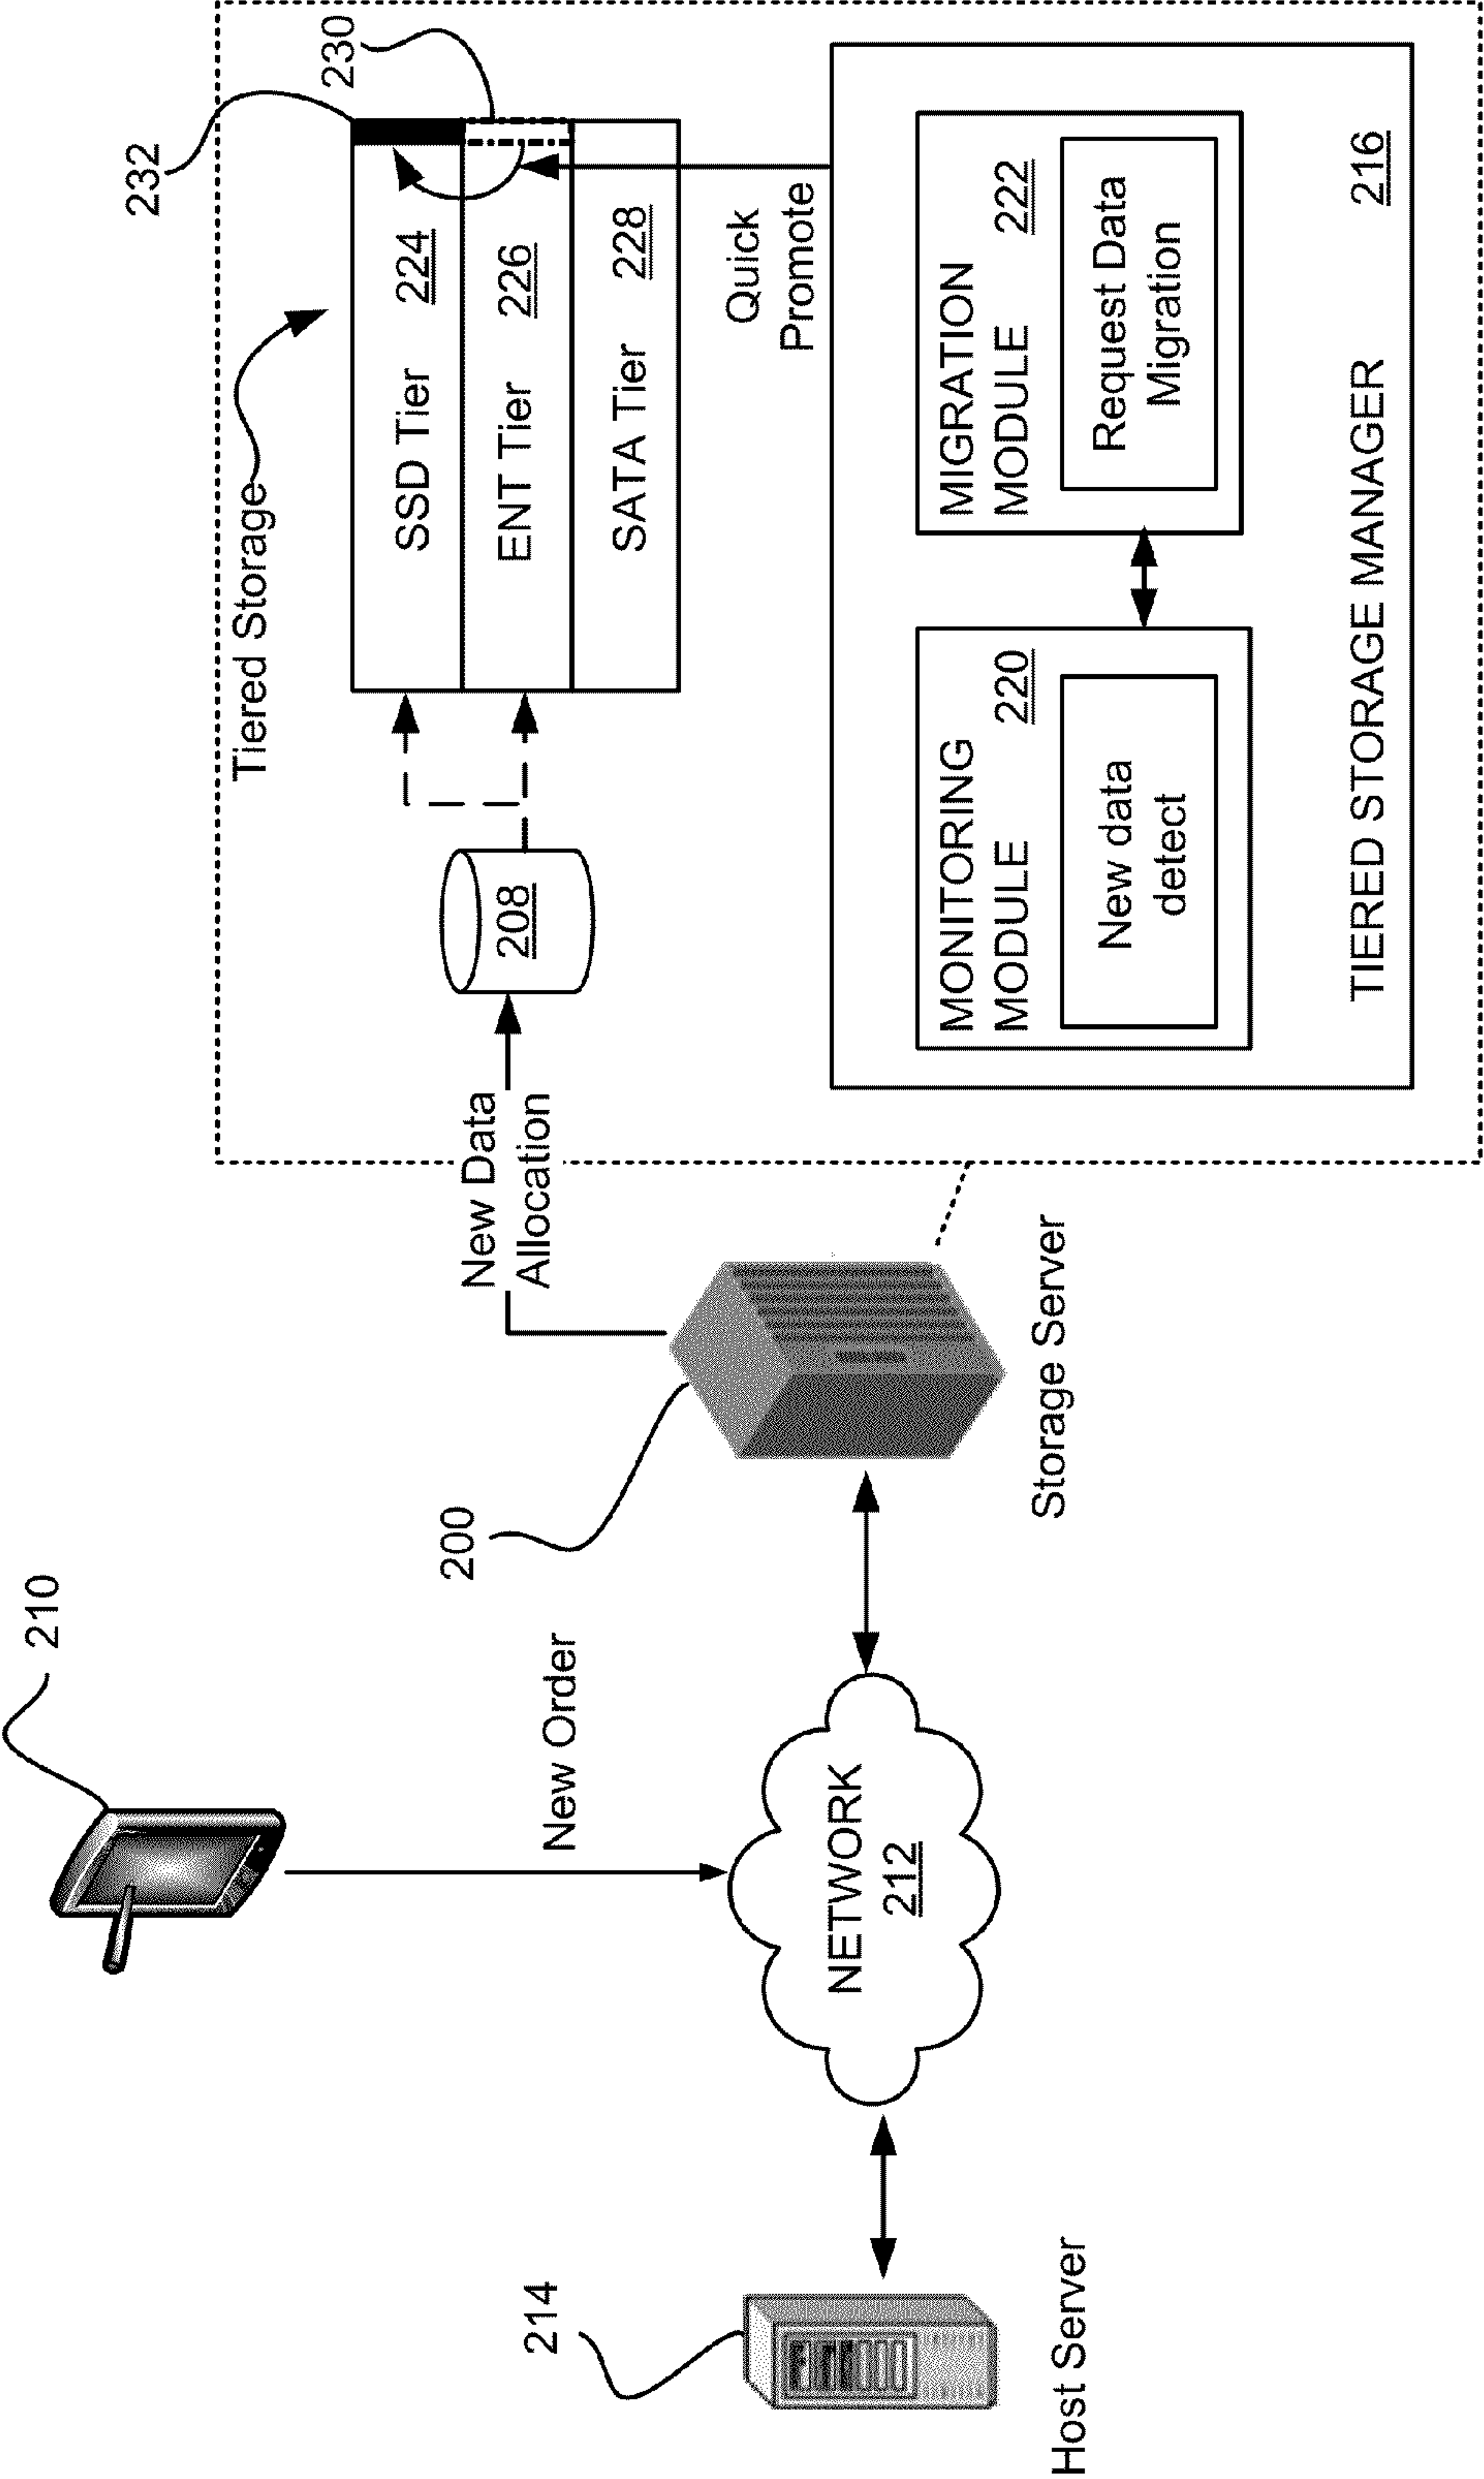 210
New Order
NETWORK
212
214
Host Server
200
Storage Server
New Data
Allocation
208
Tiered Storage
232
230
SSD Tier 224
ENT Tier 226
SATA Tier 228
Quick
Promote
MONITORING
MODULE 220
New data
detect
MIGRATION
MODULE 222
Request Data
Migration
TIERED STORAGE MANAGER 216